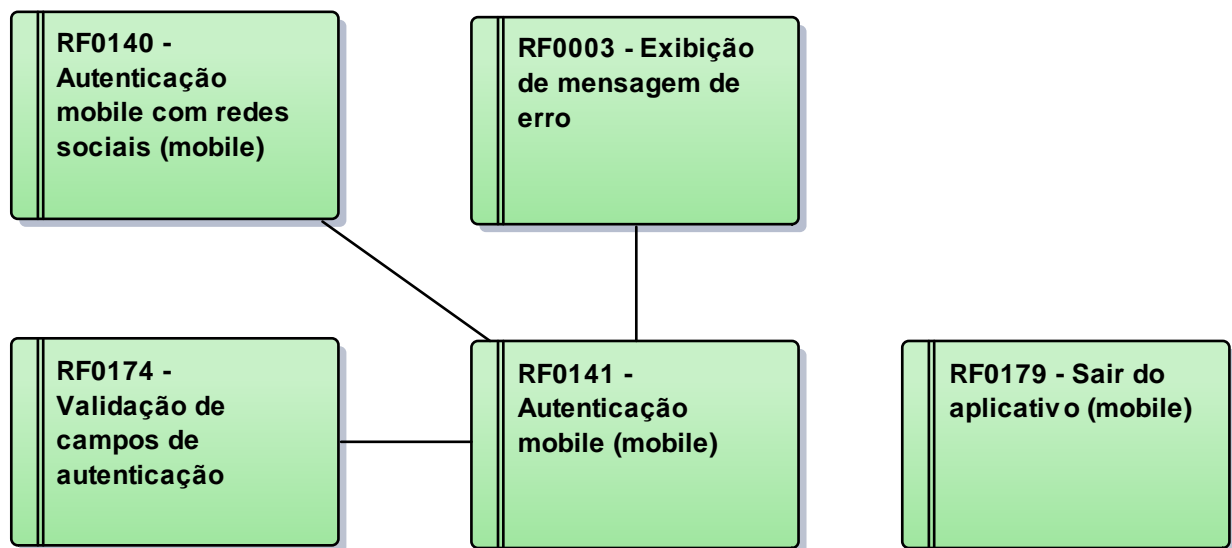 RF0140 -
Autenticação
mobile com redes
sociais (mobile)
RF0003 - Exibição
de mensagem de
erro
RF0174 -
Validação de
campos de
autenticação
RF0141 -
Autenticação
mobile (mobile)
RF0179 - Sair do
aplicativo (mobile)